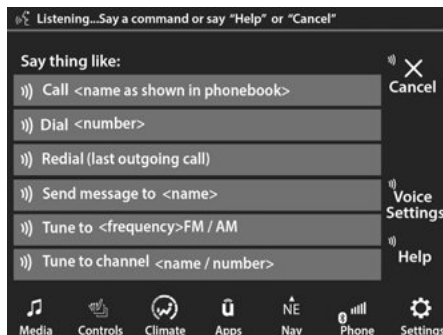 Listening...Say a command or say “Help” or “Cancel”
Say thing like:
Call <name as shown in phonebook>
Dial <number>
Redial (last outgoing call)
Send message to <name>
Tune to <frequency>FM / AM
Tune to channel <name / number>
Cancel
Voice
Settings
Help
Media
Controls
Climate
û
Apps
NE
Nav
Phone
Settings